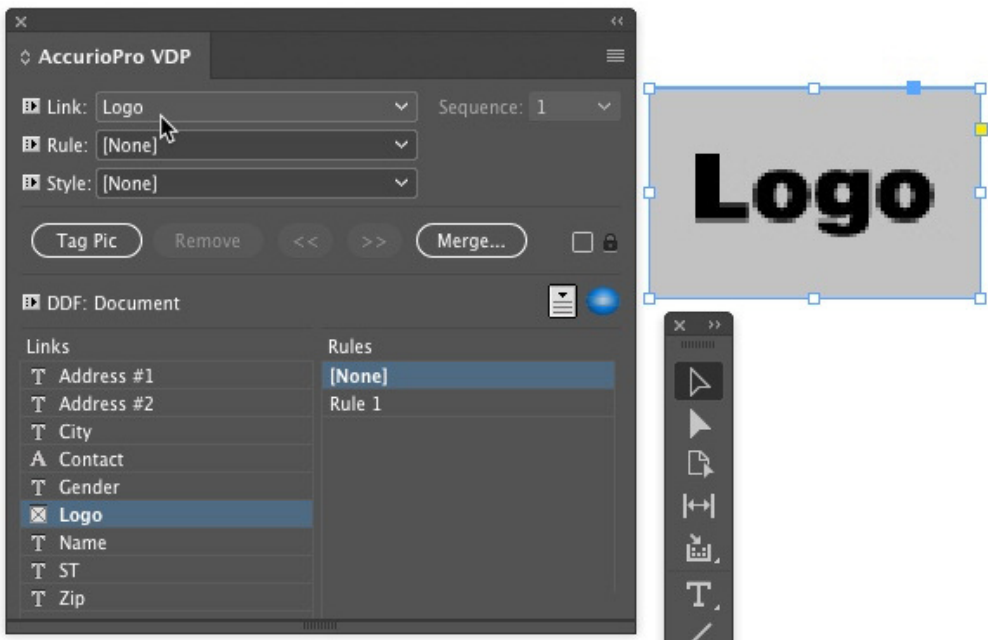 AccurioPro VDP
Link: Logo Sequence: 1
Rule: [None]
Style: [None]
Tag Pic Remove << >> Merge...
DDF: Document
Links Rules
T Address #1 [None]
T Address #2 Rule 1
T City
A Contact
T Gender
Logo
T Name
T ST
T Zip
Logo
T